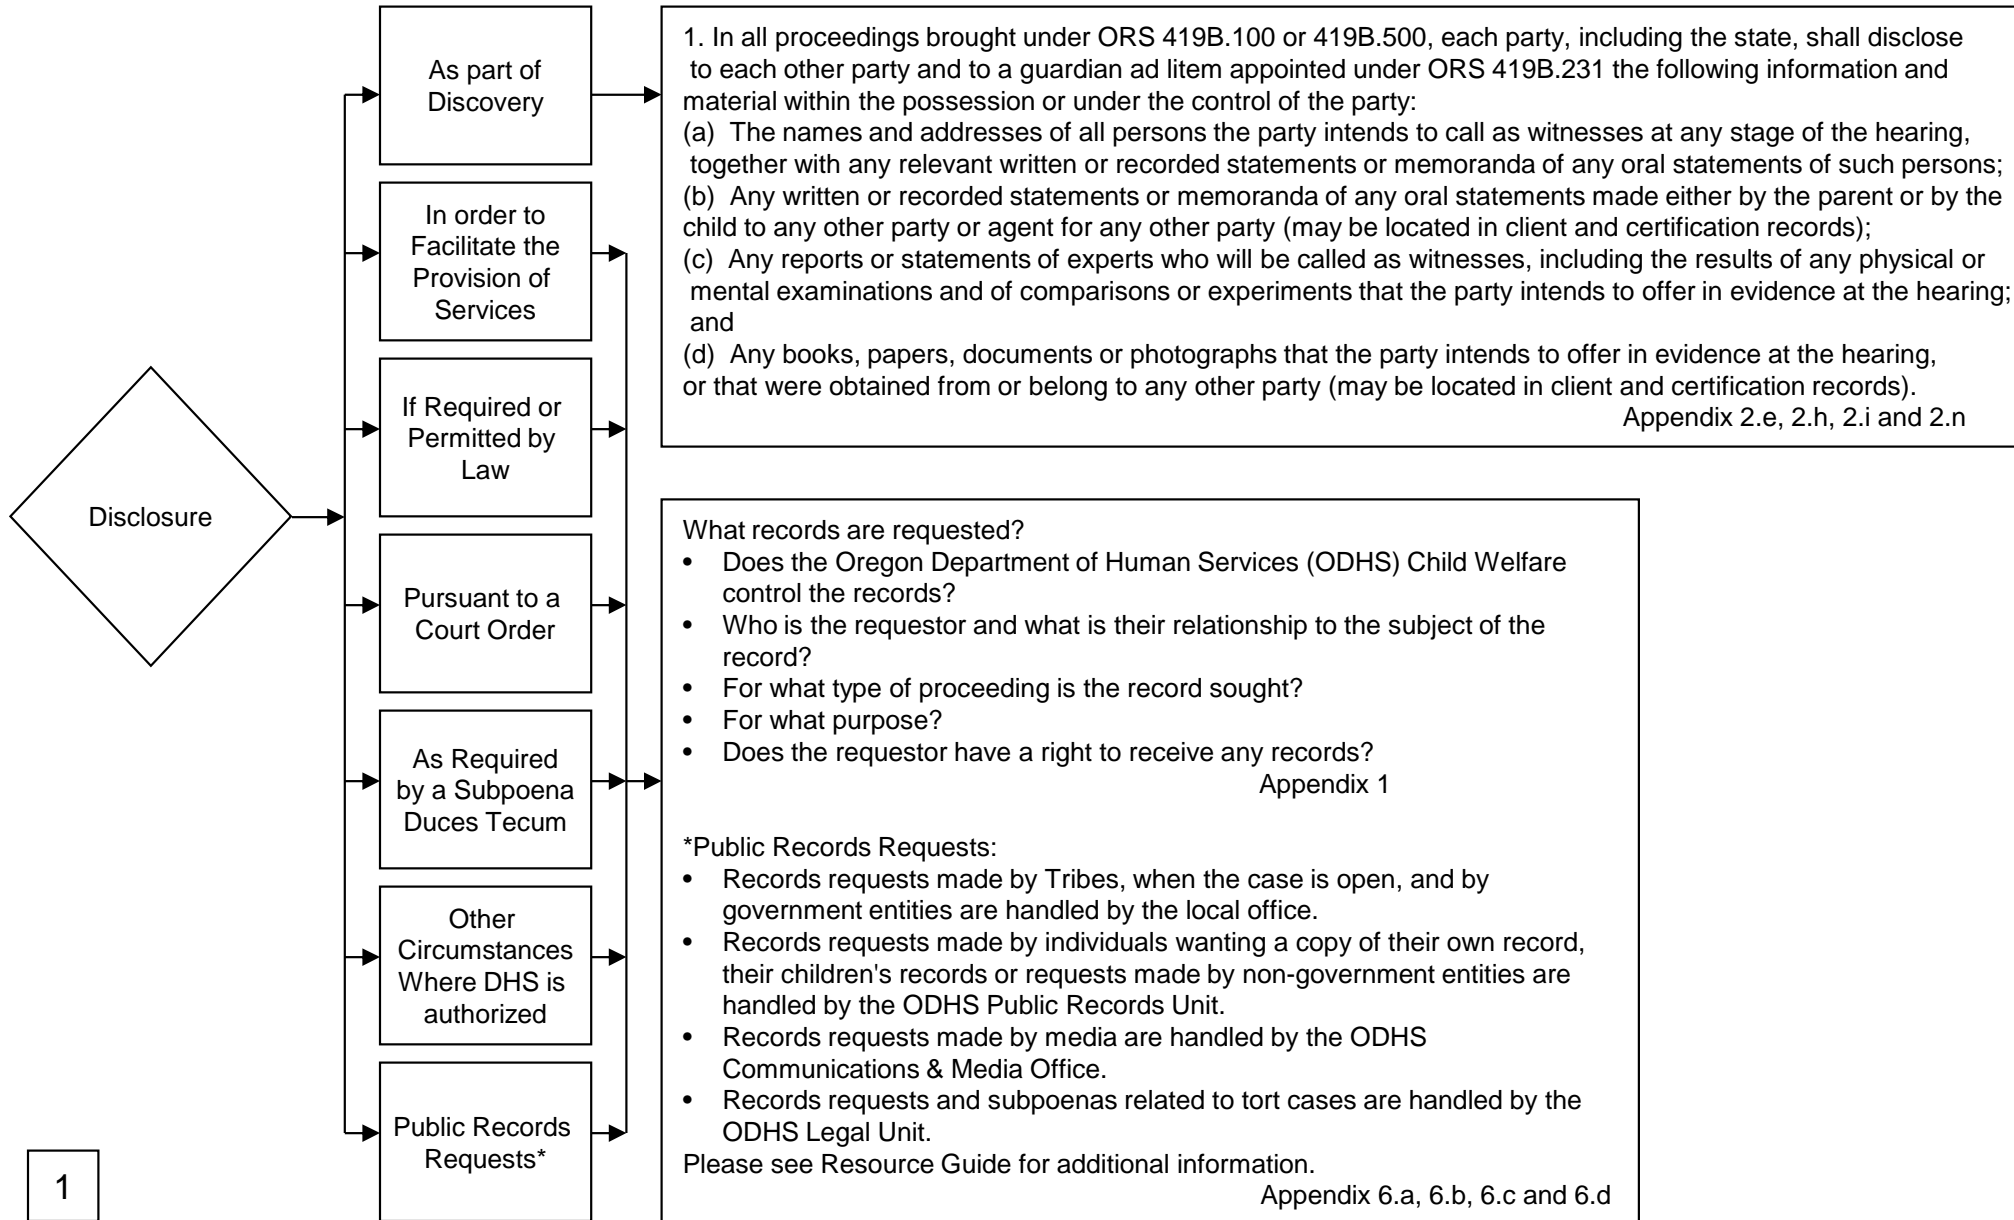 Disclosure
As part of
Discovery
In order to
Facilitate the
Provision of
Services
If Required or
Permitted by
Law
Pursuant to a
Court Order
As Required
by a Subpoena
Duces Tecum
Other
Circumstances
Where DHS is
authorized
Public Records
Requests*
1. In all proceedings brought under ORS 419B.100 or 419B.500, each party, including the state, shall disclose
to each other party and to a guardian ad litem appointed under ORS 419B.231 the following information and
material within the possession or under the control of the party:
(a) The names and addresses of all persons the party intends to call as witnesses at any stage of the hearing,
together with any relevant written or recorded statements or memoranda of any oral statements of such persons;
(b) Any written or recorded statements or memoranda of any oral statements made either by the parent or by the
child to any other party or agent for any other party (may be located in client and certification records);
(c) Any reports or statements of experts who will be called as witnesses, including the results of any physical or
mental examinations and of comparisons or experiments that the party intends to offer in evidence at the hearing;
and
(d) Any books, papers, documents or photographs that the party intends to offer in evidence at the hearing,
or that were obtained from or belong to any other party (may be located in client and certification records).
Appendix 2.e, 2.h, 2.i and 2.n
What records are requested?
• Does the Oregon Department of Human Services (ODHS) Child Welfare
control the records?
• Who is the requestor and what is their relationship to the subject of the
record?
• For what type of proceeding is the record sought?
• For what purpose?
• Does the requestor have a right to receive any records?
Appendix 1
*Public Records Requests:
• Records requests made by Tribes, when the case is open, and by
government entities are handled by the local office.
• Records requests made by individuals wanting a copy of their own record,
their children's records or requests made by non-government entities are
handled by the ODHS Public Records Unit.
• Records requests made by media are handled by the ODHS
Communications & Media Office.
• Records requests and subpoenas related to tort cases are handled by the
ODHS Legal Unit.
Please see Resource Guide for additional information.
Appendix 6.a, 6.b, 6.c and 6.d
1